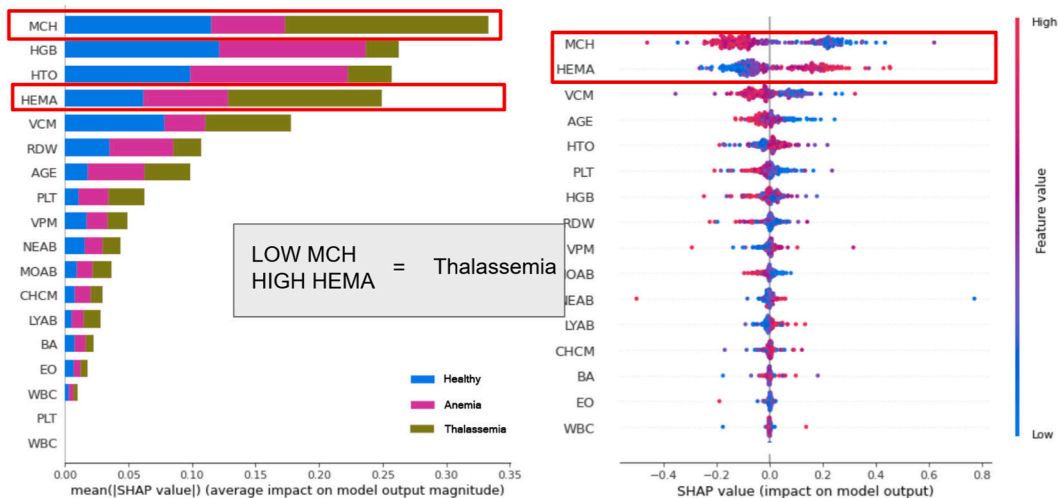 MCH
HGB
HTO
HEMA
VCM
RDW
AGE
PLT
VPM
NEAB
MOAB
CHCM
LYAB
BA
EO
WBC
PLT
WBC
Healthy
Anemia
Thalassemia
0.00 0.05 0.10 0.15 0.20 0.25 0.30 0.35
mean(|SHAP value|) (average impact on model output magnitude)
LOW MCH
HIGH HEMA = Thalassemia
MCH
HEMA
VCM
AGE
HTO
PLT
HGB
RDW
VPM
MOAB
NEAB
LYAB
CHCM
BA
EO
WBC
−0.4 −0.2 0.0 0.2 0.4 0.6 0.8
SHAP value (impact on model output)
High
Feature value
Low